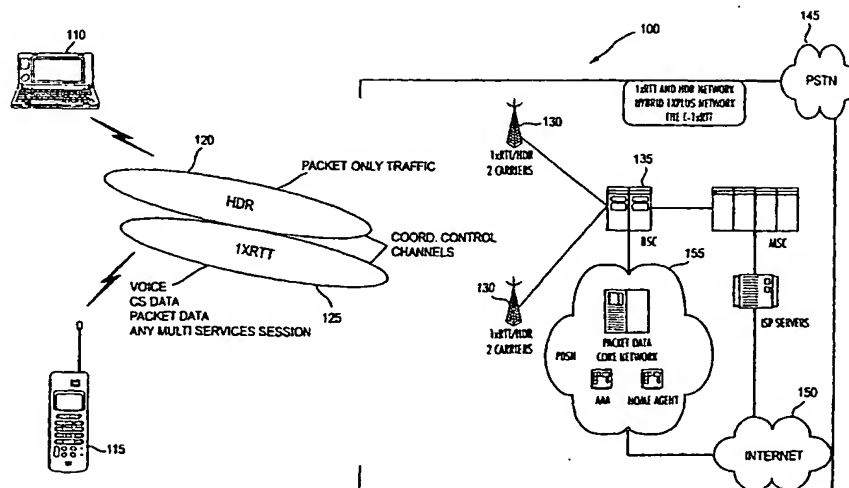 110
100
145
PSTN
1xRTT AND HDR NETWORK
HYBRID 1XPLUS NETWORK
THE E-1xRTT
120
PACKET ONLY TRAFFIC
130
1xRTT/HDR
2 CARRIERS
135
HDR
1XRTT
COORD. CONTROL
CHANNELS
BSC
MSC
VOICE
CS DATA
PACKET DATA
ANY MULTI SERVICES SESSION
125
130
1xRTT/HDR
2 CARRIERS
155
PDSN
PACKET DATA
CORE NETWORK
AAA
HOME AGENT
ISP SERVERS
150
INTERNET
115